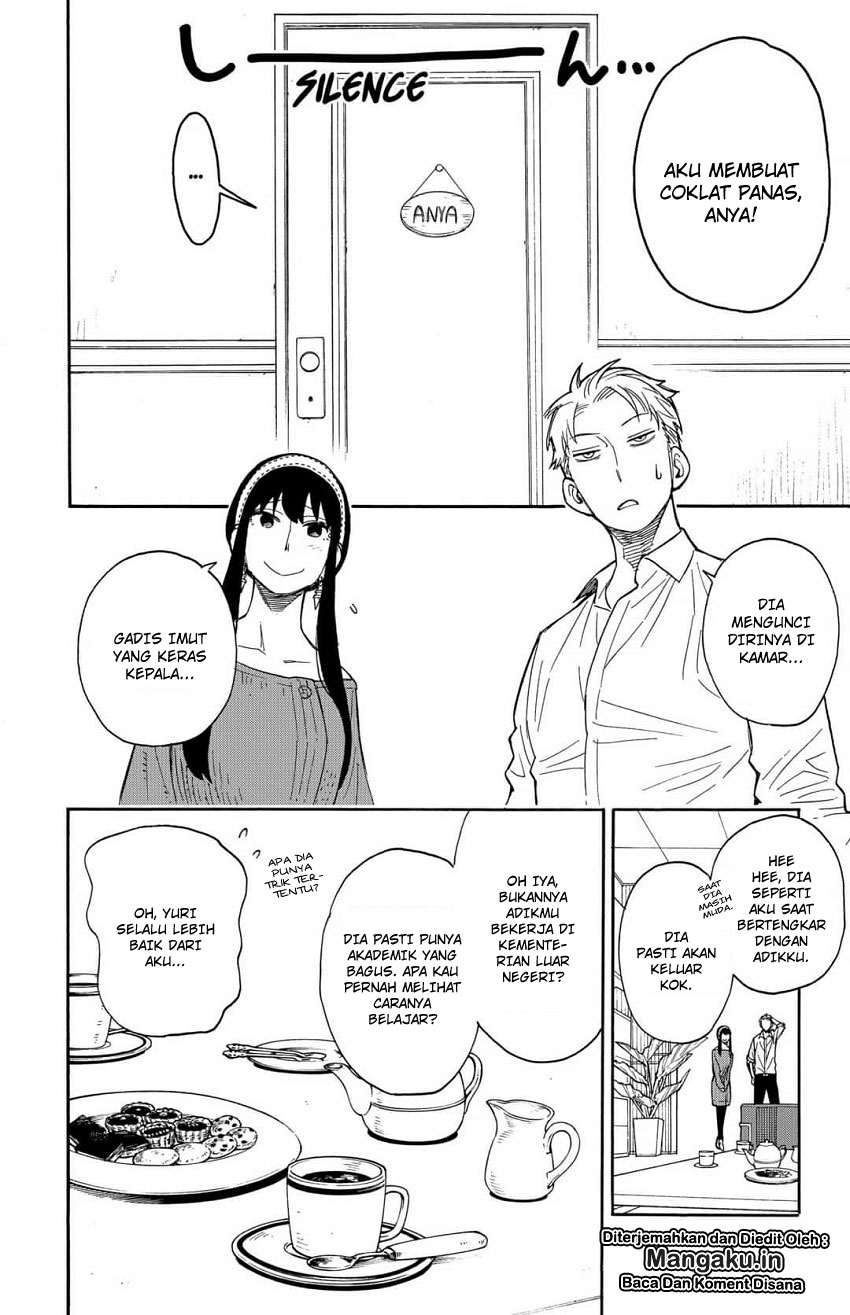 しーん...
SILENCE
AKU MEMBUAT
COKLAT PANAS,
ANYA!
...
ANYA
DIA
MENGUNCI
DIRINYA DI
KAMAR...
GADIS IMUT
YANG KERAS
KEPALA...
HEE
HEE, DIA
SEPERTI
AKU SAAT
BERTENGKAR
DENGAN
ADIKKU.
SAAT
DIA
MASIH
MUDA.
DIA
PASTI AKAN
KELUAR
KOK.
OH IYA,
BUKANNYA
ADIKMU
BEKERJA DI
KEMENTE-
RIAN LUAR
NEGERI?
DIA PASTI PUNYA
AKADEMIK YANG
BAGUS. APA KAU
PERNAH MELIHAT
CARANYA
BELAJAR?
APA DIA
PUNYA
TRIK TER-
TENTU?
OH, YURI
SELALU LEBIH
BAIK DARI
AKU...
Diterjemahkan dan Diedit Oleh:
Mangaku.in
Baca Dan Koment Disana